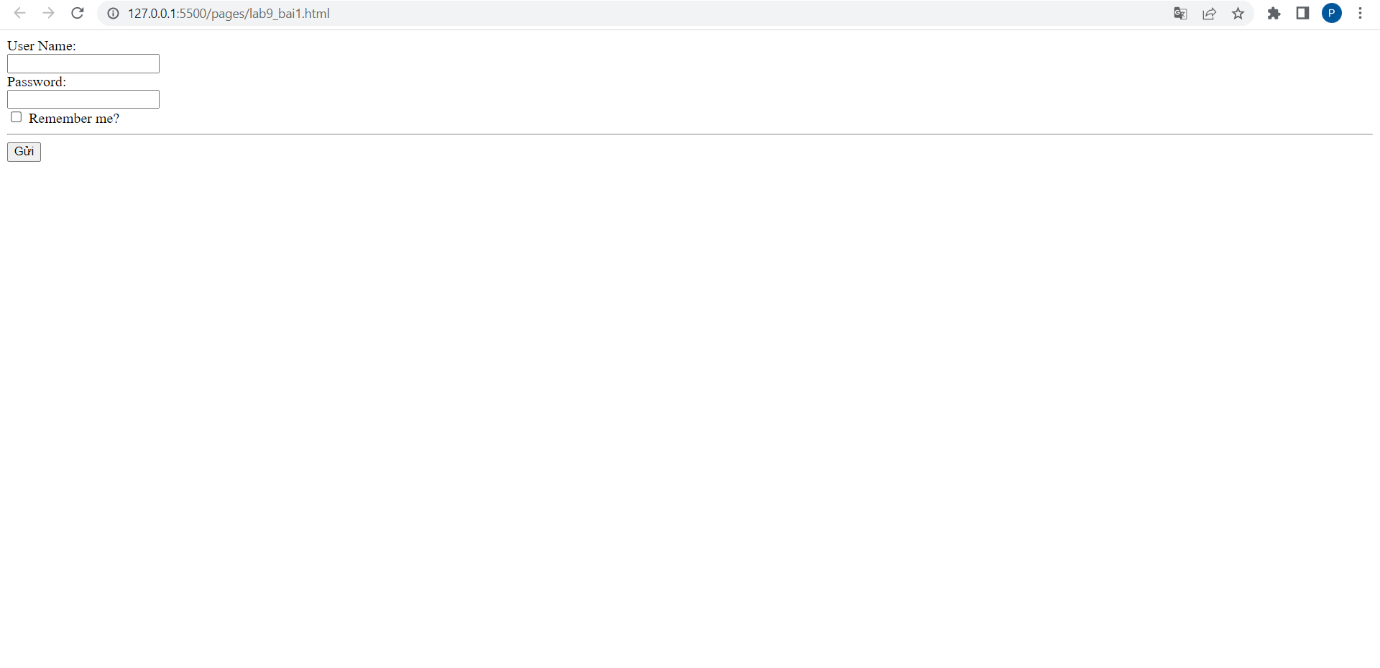 127.0.0.1:5500/pages/lab9_bai1.html
P
User Name:
Password:
Remember me?
Gửi